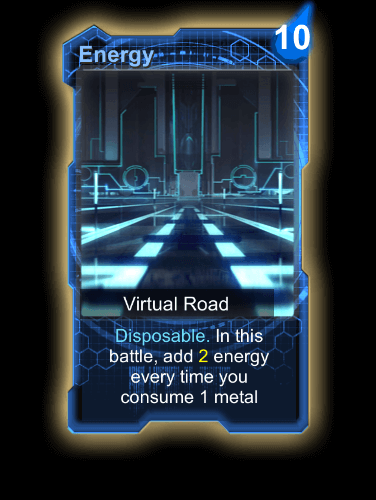 10
Energy
Virtual Road
Disposable. In this
battle, add 2 energy
every time you
consume 1 metal